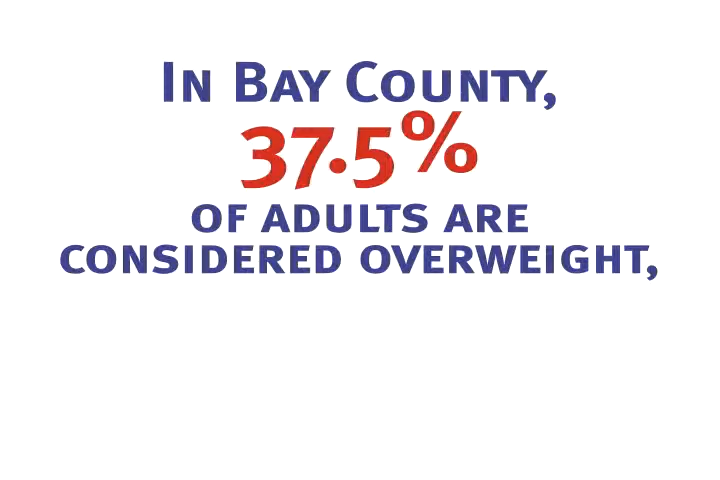 In Bay County,
37.5%
of adults are
considered overweight,